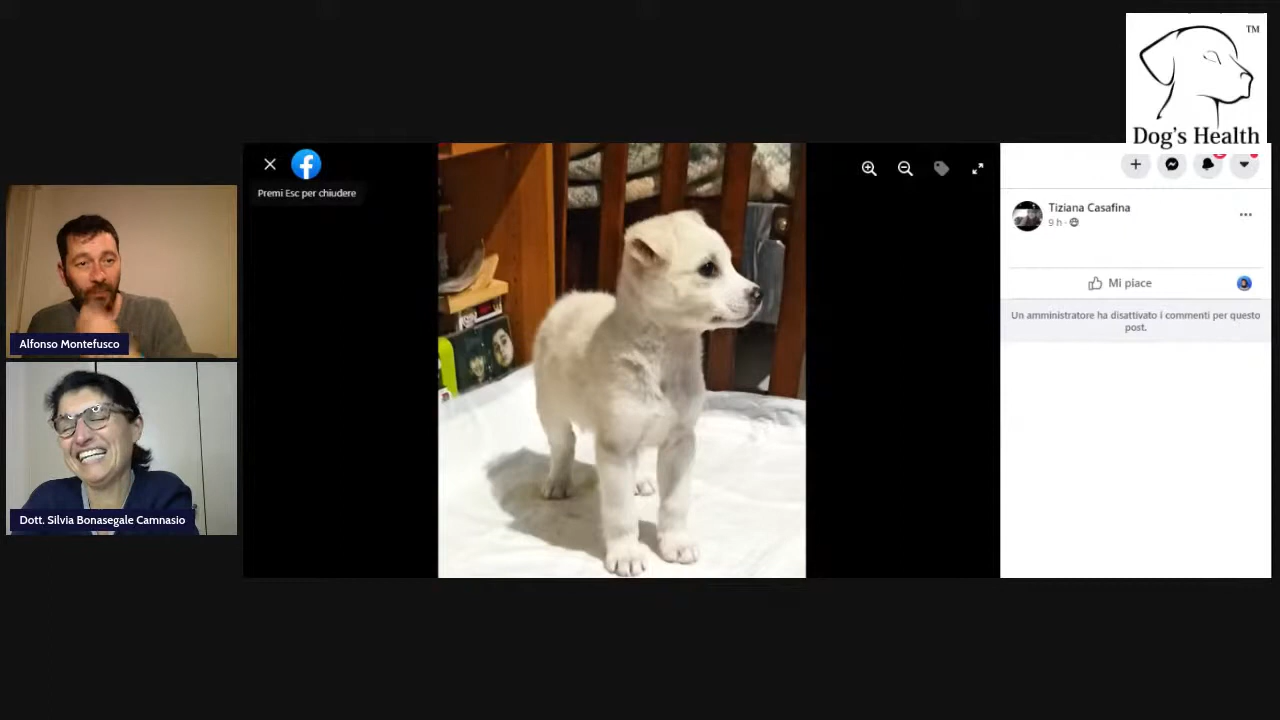 TM
Dog's Health
Premi Esc per chiudere
Tiziana Casafina
9 h
Mi piace
Un amministratore ha disattivato i commenti per questo
post.
Alfonso Montefusco
Dott. Silvia Bonasegale Camnasio